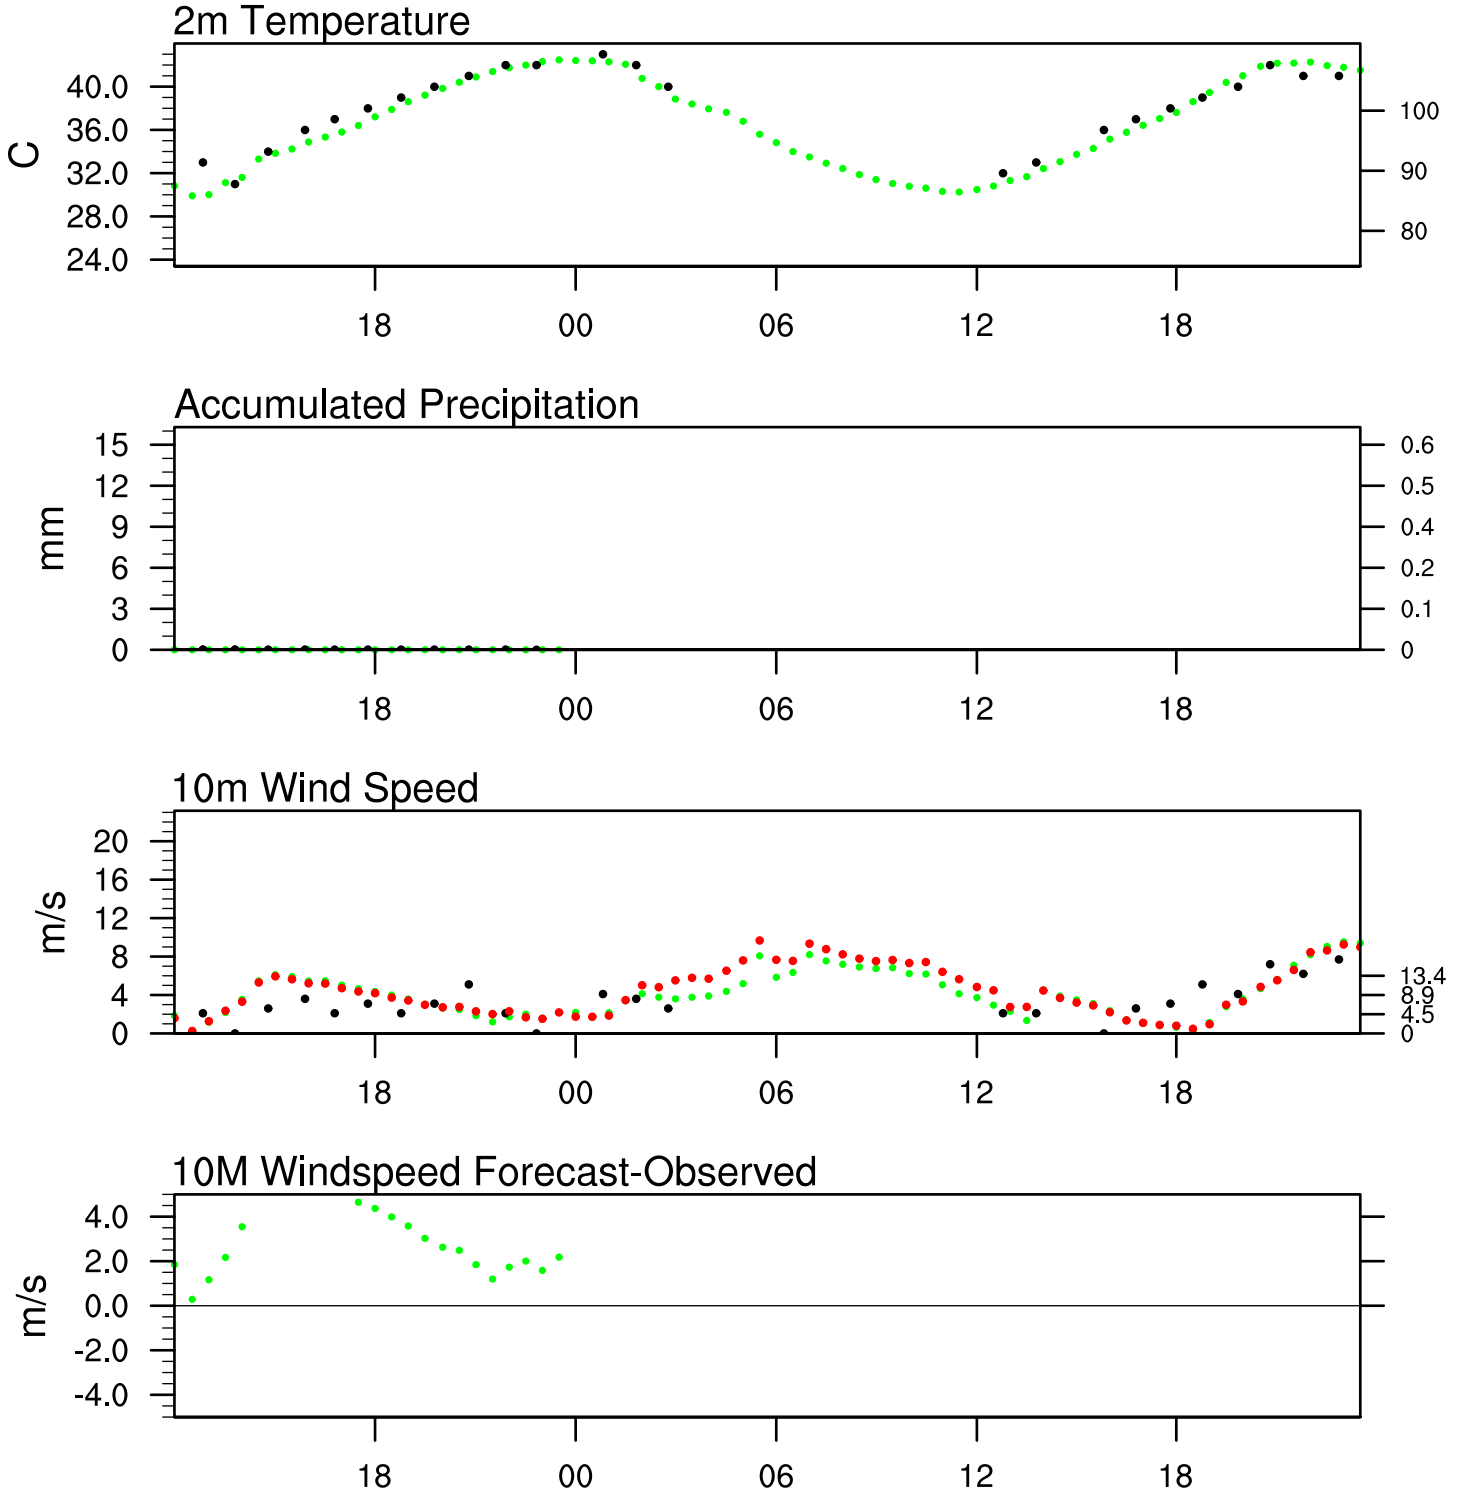 2m Temperature
C
40.0
36.0
32.0
28.0
24.0
100
90
80
18 00 06 12 18
Accumulated Precipitation
mm
15
12
9
6
3
0
0.6
0.5
0.4
0.2
0.1
0
18 00 06 12 18
10m Wind Speed
m/s
20
16
12
8
4
0
13.4
8.9
4.5
0
18 00 06 12 18
10M Windspeed Forecast-Observed
m/s
4.0
2.0
0.0
-2.0
-4.0
18 00 06 12 18